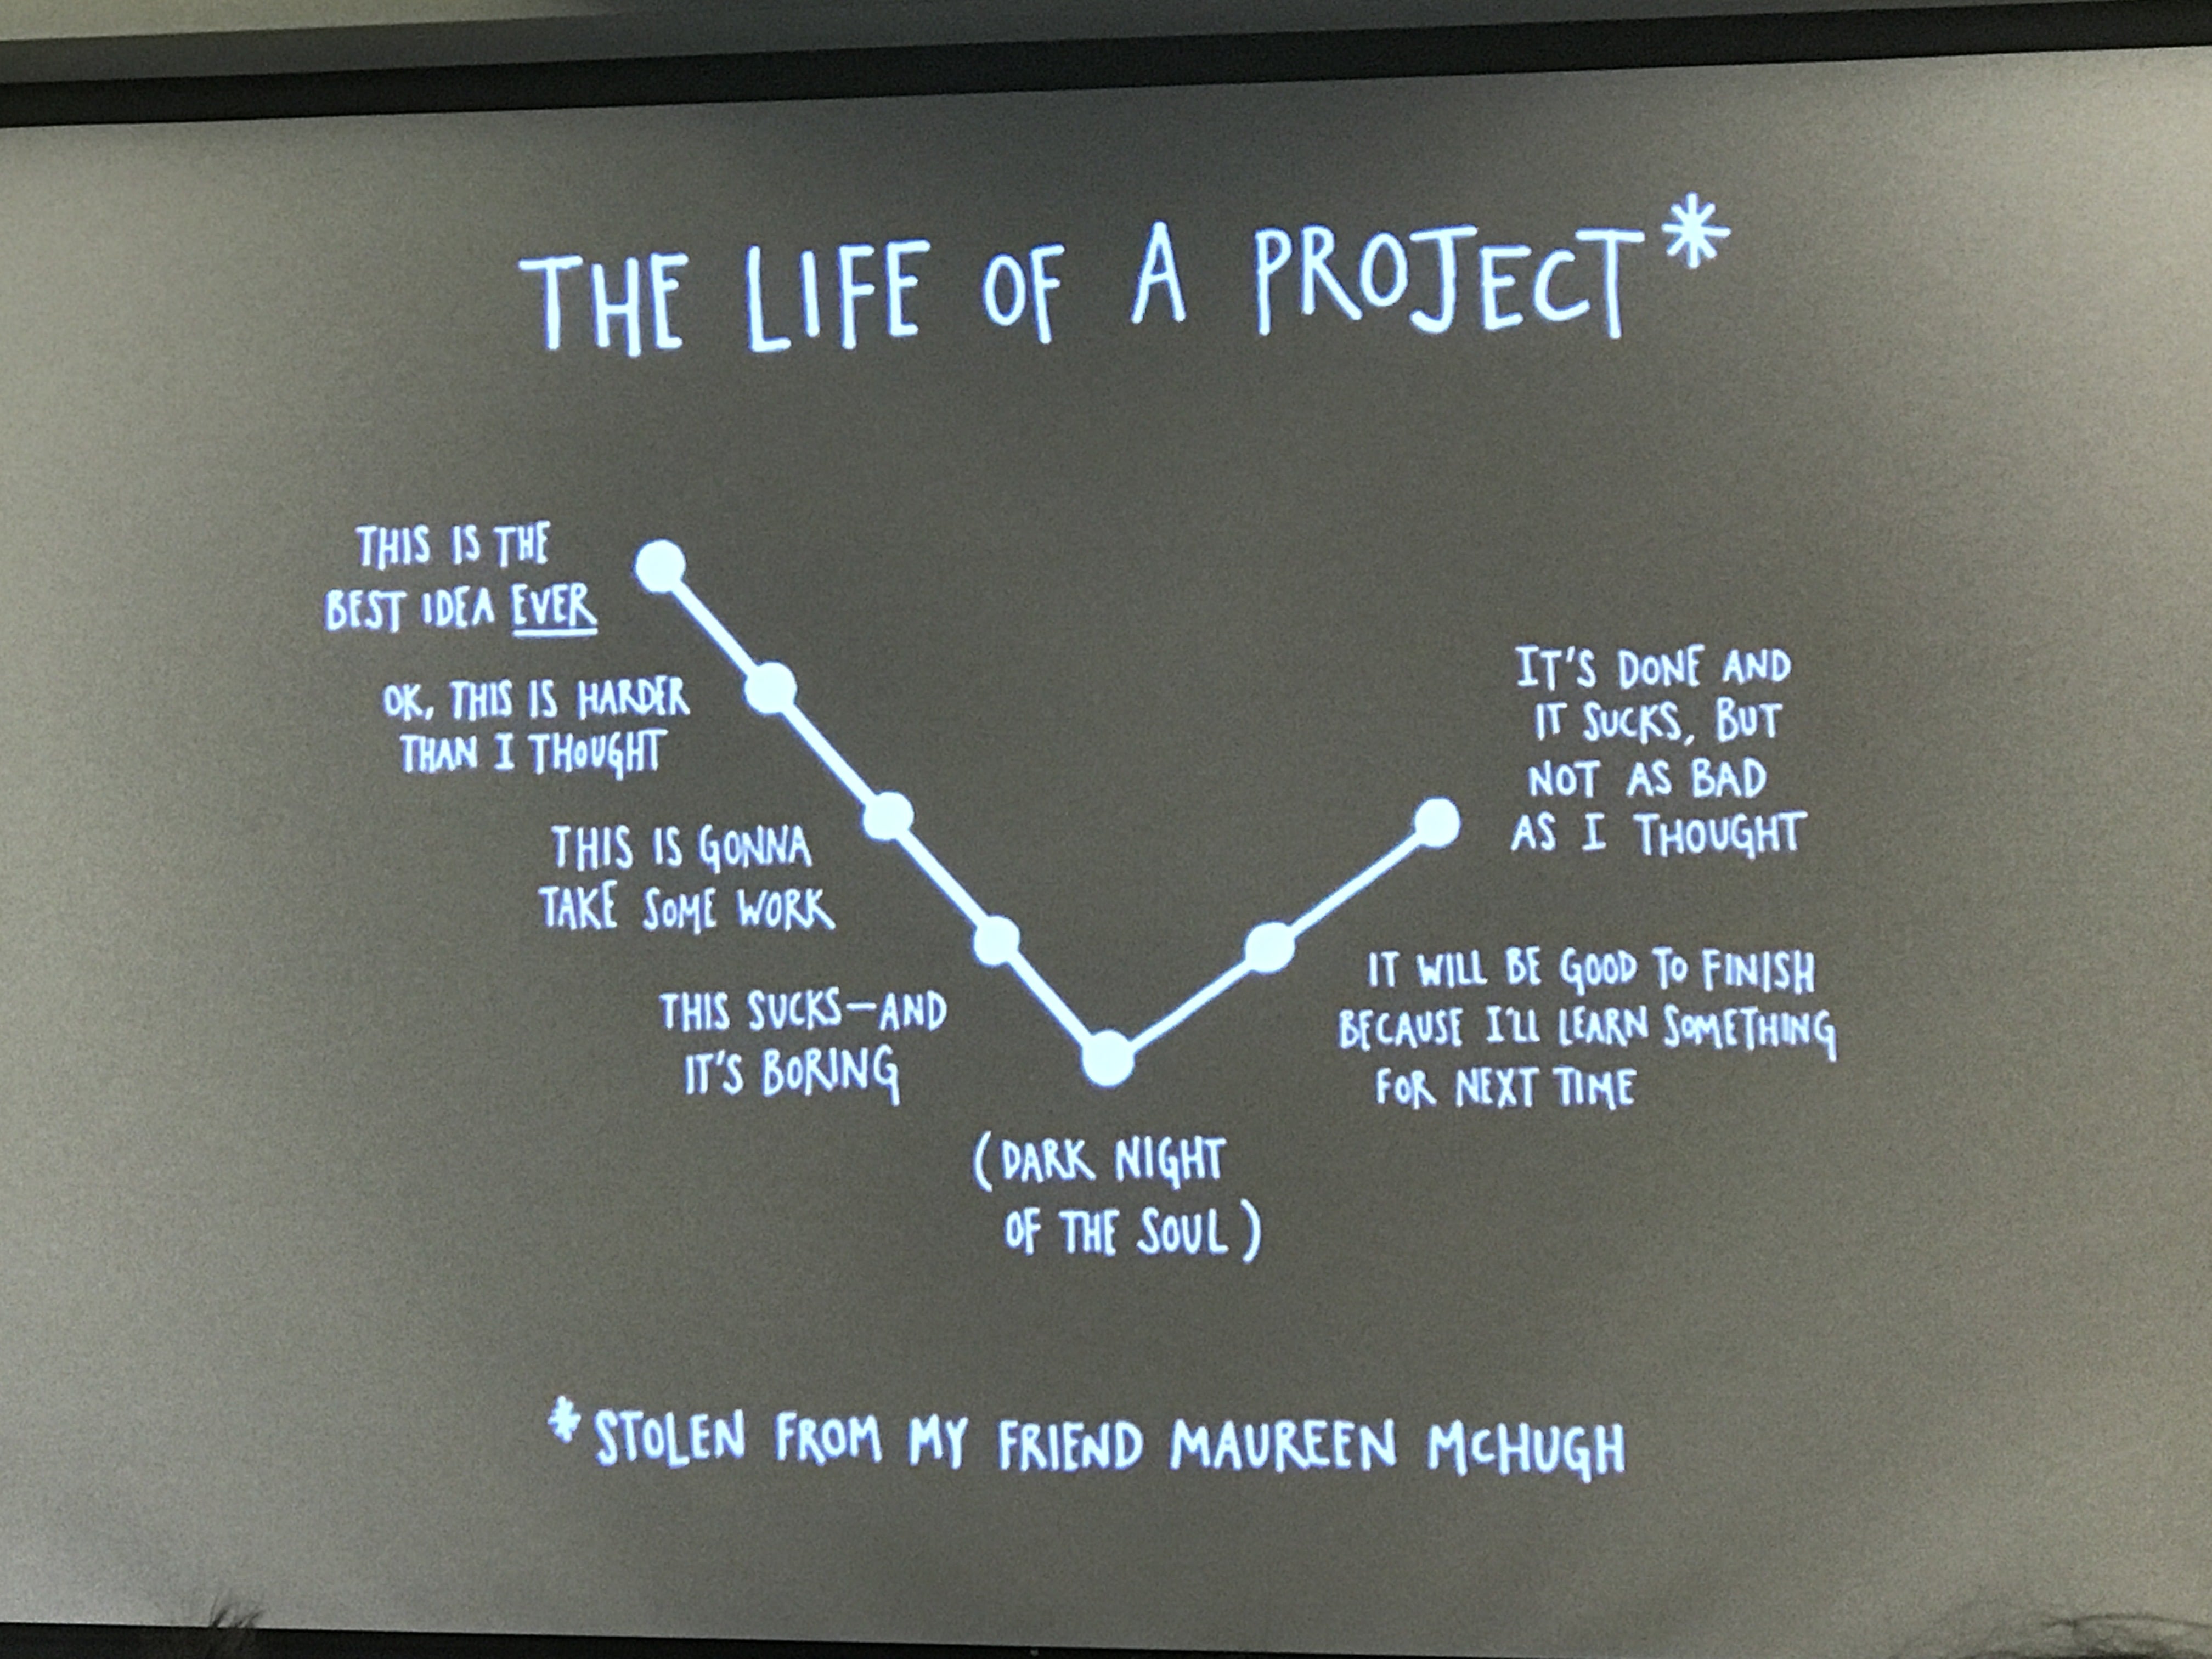 THE LIFE OF A PROJECT*
THIS IS THE
BEST IDEA EVER
OK, THIS IS HARDER
THAN I THOUGHT
THIS IS GONNA
TAKE SOME WORK
THIS SUCKS—AND
IT'S BORING
(DARK NIGHT
OF THE SOUL)
IT WILL BE GOOD TO FINISH
BECAUSE I'LL LEARN SOMETHING
FOR NEXT TIME
IT'S DONE AND
IT SUCKS, BUT
NOT AS BAD
AS I THOUGHT
*STOLEN FROM MY FRIEND MAUREEN MCHUGH